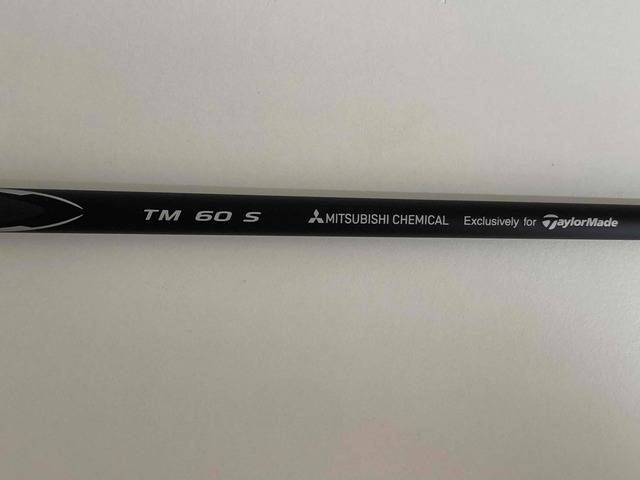 TM 60 S MITSUBISHI CHEMICAL Exclusively for TaylorMade